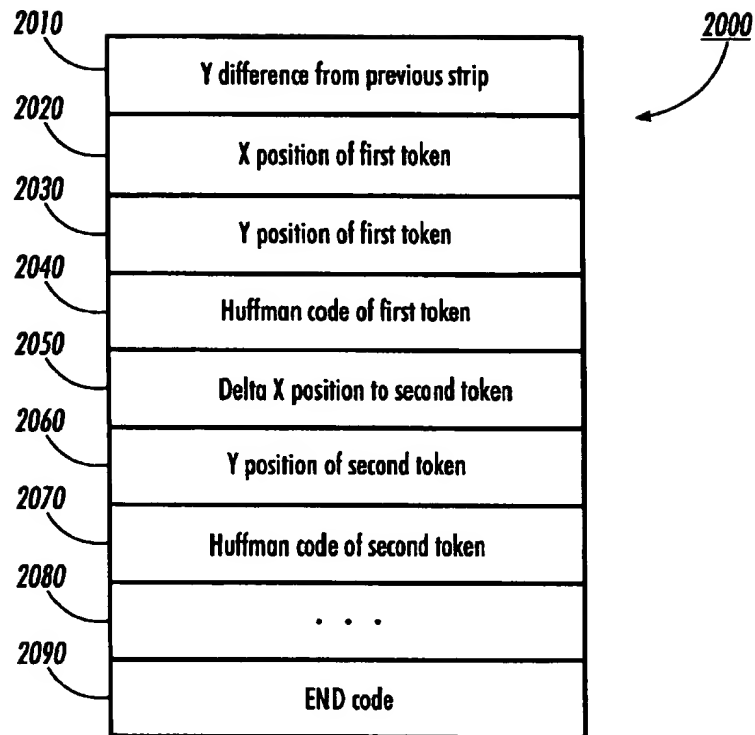 2010
2000
Y difference from previous strip
2020
X position of first token
2030
Y position of first token
2040
Huffman code of first token
2050
Delta X position to second token
2060
Y position of second token
2070
Huffman code of second token
2080
. . .
2090
END code